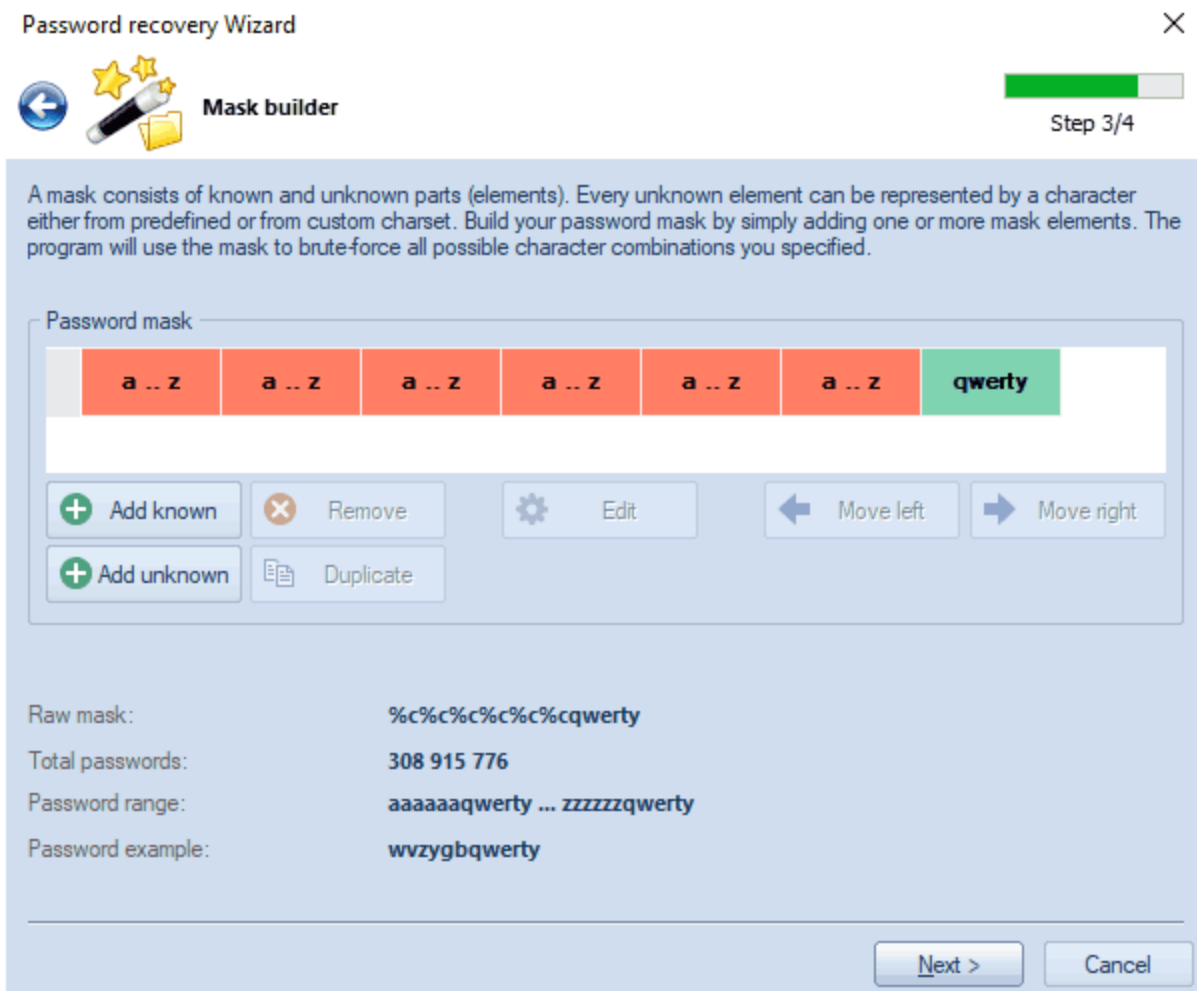 Password recovery Wizard
Mask builder
Step 3/4
A mask consists of known and unknown parts (elements). Every unknown element can be represented by a character
either from predefined or from custom charset. Build your password mask by simply adding one or more mask elements. The
program will use the mask to brute-force all possible character combinations you specified.
Password mask
a .. z a .. z a .. z a .. z a .. z a .. z qwerty
Add known Remove Edit Move left Move right
Add unknown Duplicate
Raw mask: %c%c%c%c%c%cqwerty
Total passwords: 308 915 776
Password range: aaaaaaqwerty ... zzzzzzqwerty
Password example: wvzygbqwerty
Next > Cancel